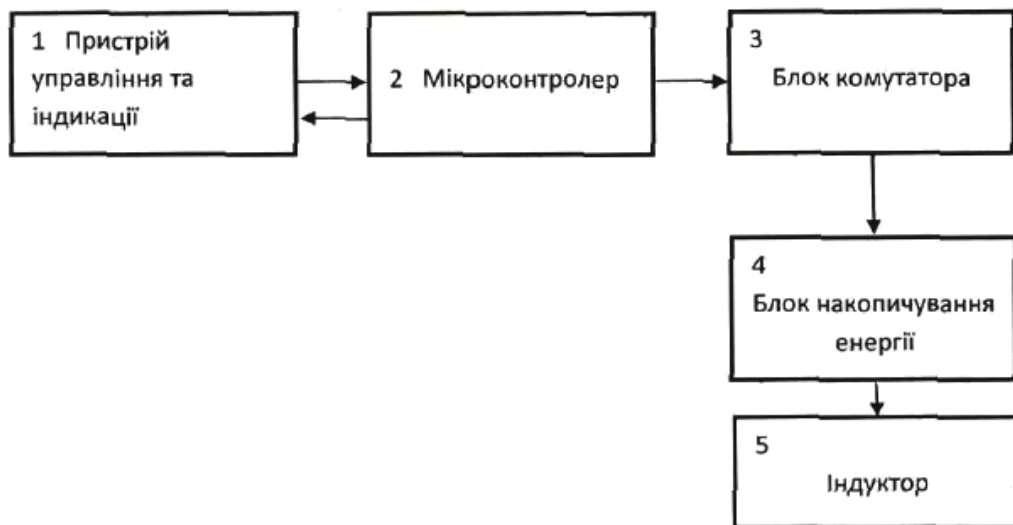 1 Пристрій
управління та
індикації
2 Мікроконтролер
3
Блок комутатора
4
Блок накопичування
енергії
5
Індуктор